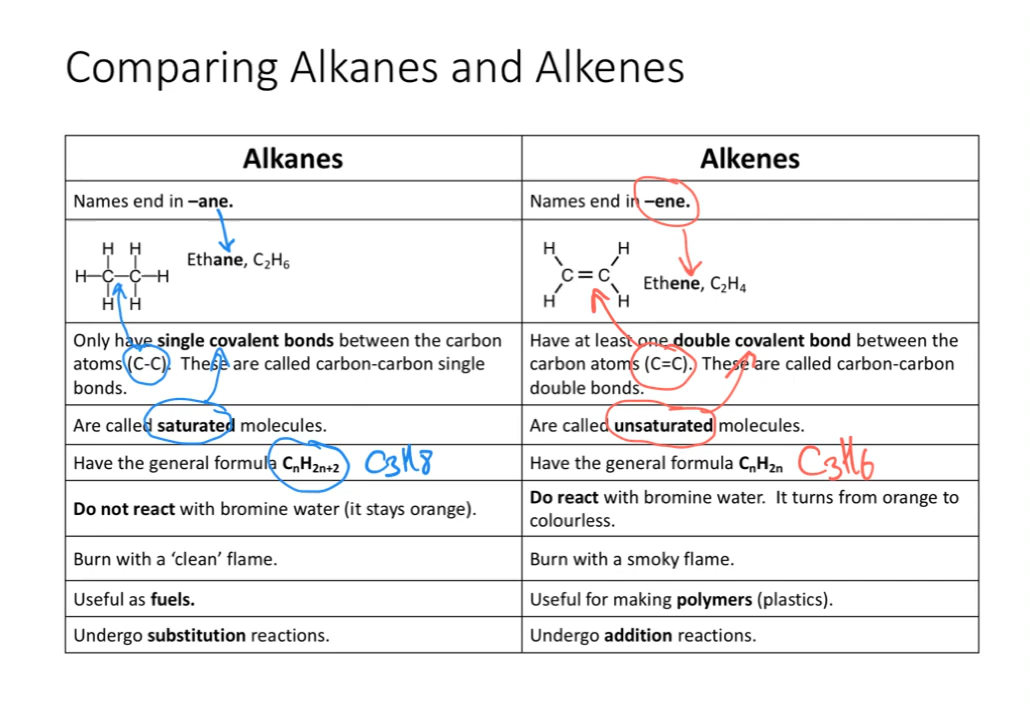 Comparing Alkanes and Alkenes
Alkanes
Alkenes
Names end in –ane.
Names end in –ene.
H H
H–C–C–H
H H
Ethane, C₂H₆
H H
C=C
H H
Ethene, C₂H₄
Only have single covalent bonds between the carbon
atoms (C-C). These are called carbon-carbon single
bonds.
Have at least one double covalent bond between the
carbon atoms (C=C). These are called carbon-carbon
double bonds.
Are called saturated molecules.
Are called unsaturated molecules.
Have the general formula CₙH₂ₙ₊₂ C3H8
Have the general formula CₙH₂ₙ C3H6
Do not react with bromine water (it stays orange).
Do react with bromine water. It turns from orange to
colourless.
Burn with a ‘clean’ flame.
Burn with a smoky flame.
Useful as fuels.
Useful for making polymers (plastics).
Undergo substitution reactions.
Undergo addition reactions.